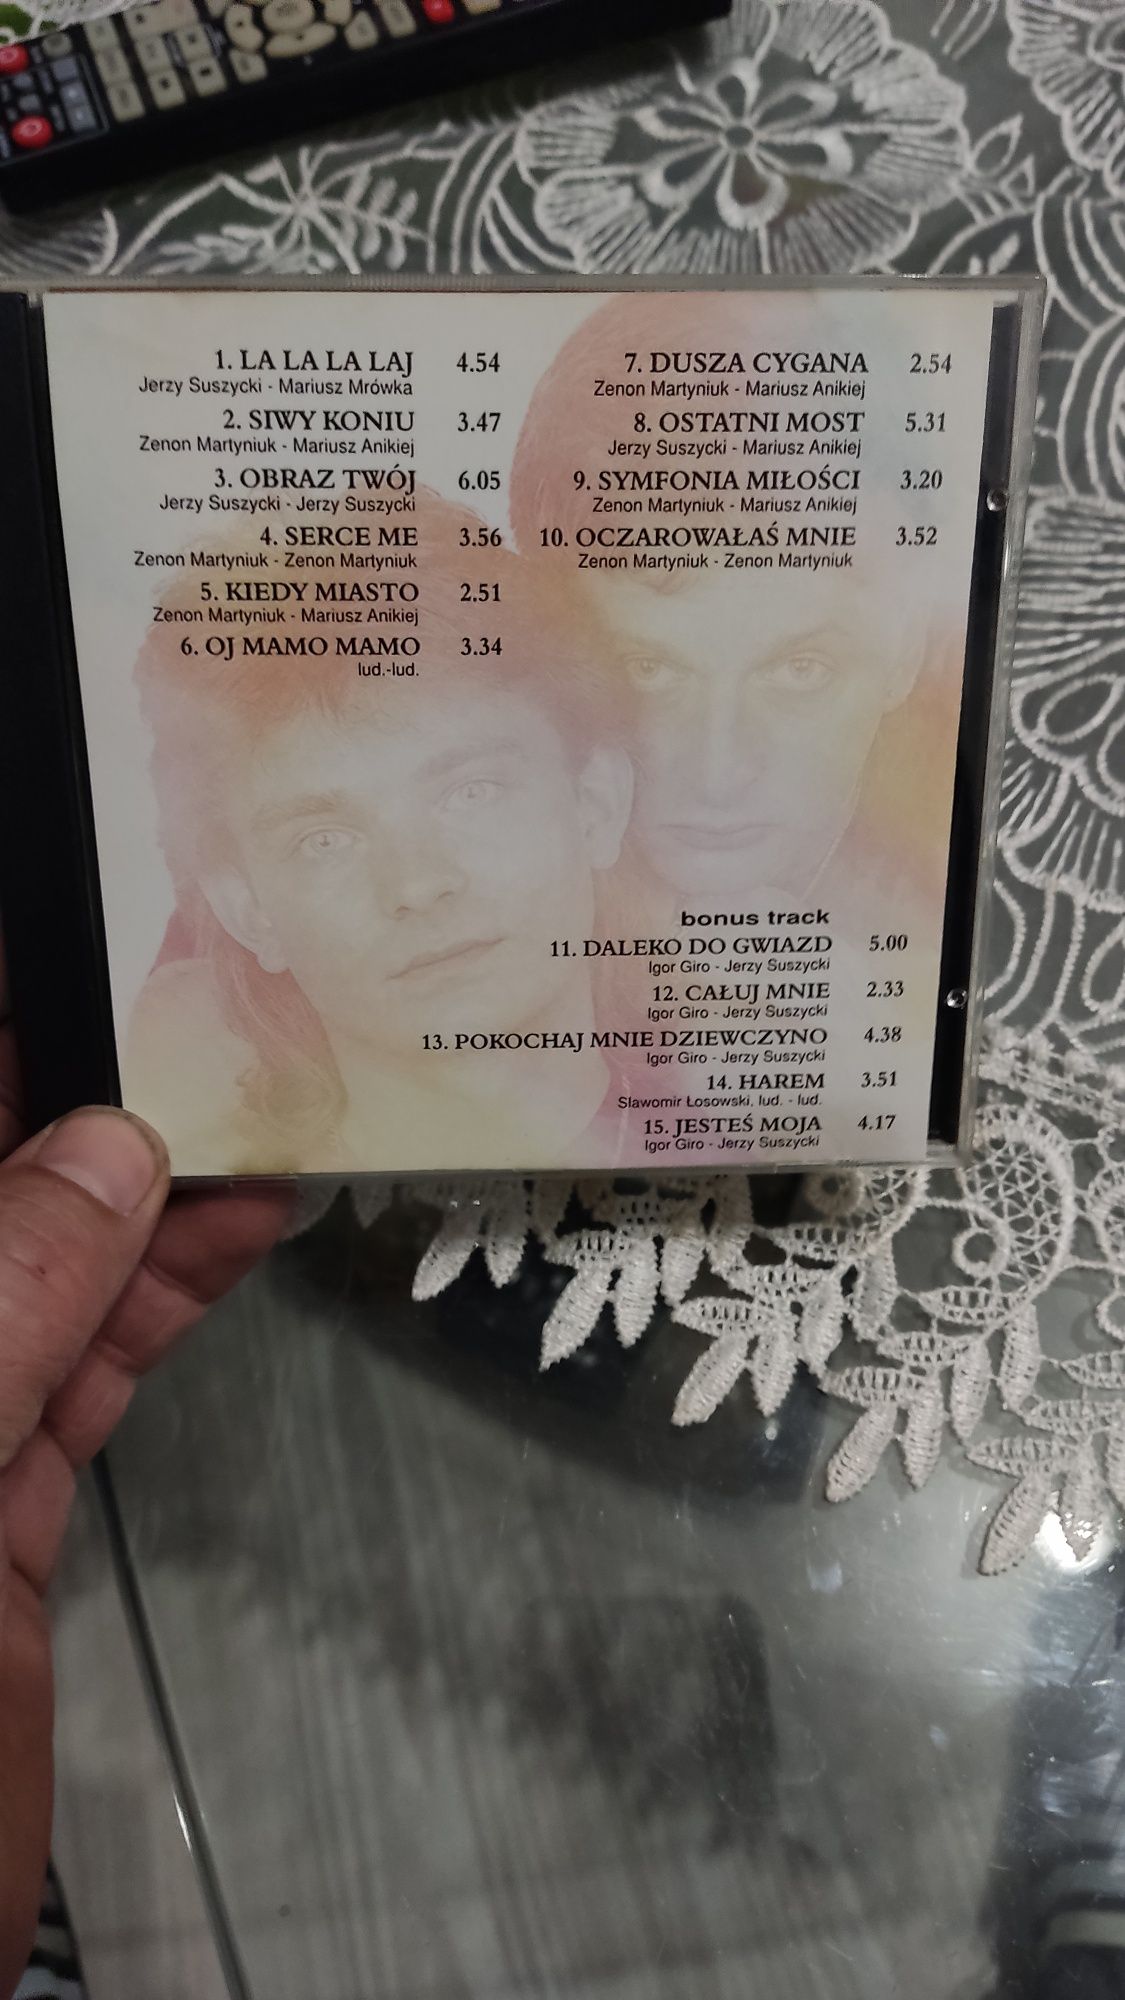 1. LA LA LA LAJ 4.54
Jerzy Suszycki - Mariusz Mrówka
2. SIWY KONIU 3.47
Zenon Martyniuk - Mariusz Anikiej
3. OBRAZ TWÓJ 6.05
Jerzy Suszycki - Jerzy Suszycki
4. SERCE ME 3.56
Zenon Martyniuk - Zenon Martyniuk
5. KIEDY MIASTO 2.51
Zenon Martyniuk - Mariusz Anikiej
6. OJ MAMO MAMO 3.34
lud.-lud.
7. DUSZA CYGANA 2.54
Zenon Martyniuk - Mariusz Anikiej
8. OSTATNI MOST 5.31
Jerzy Suszycki - Mariusz Anikiej
9. SYMFONIA MIŁOŚCI 3.20
Zenon Martyniuk - Mariusz Anikiej
10. OCZAROWAŁAŚ MNIE 3.52
Zenon Martyniuk - Zenon Martyniuk
bonus track
11. DALEKO DO GWIAZD 5.00
Igor Giro - Jerzy Suszycki
12. CAŁUJ MNIE 2.33
Igor Giro - Jerzy Suszycki
13. POKOCHAJ MNIE DZIEWCZYNO 4.38
Igor Giro - Jerzy Suszycki
14. HAREM 3.51
Slawomir Łosowski, lud. - lud.
15. JESTEŚ MOJA 4.17
Igor Giro - Jerzy Suszycki